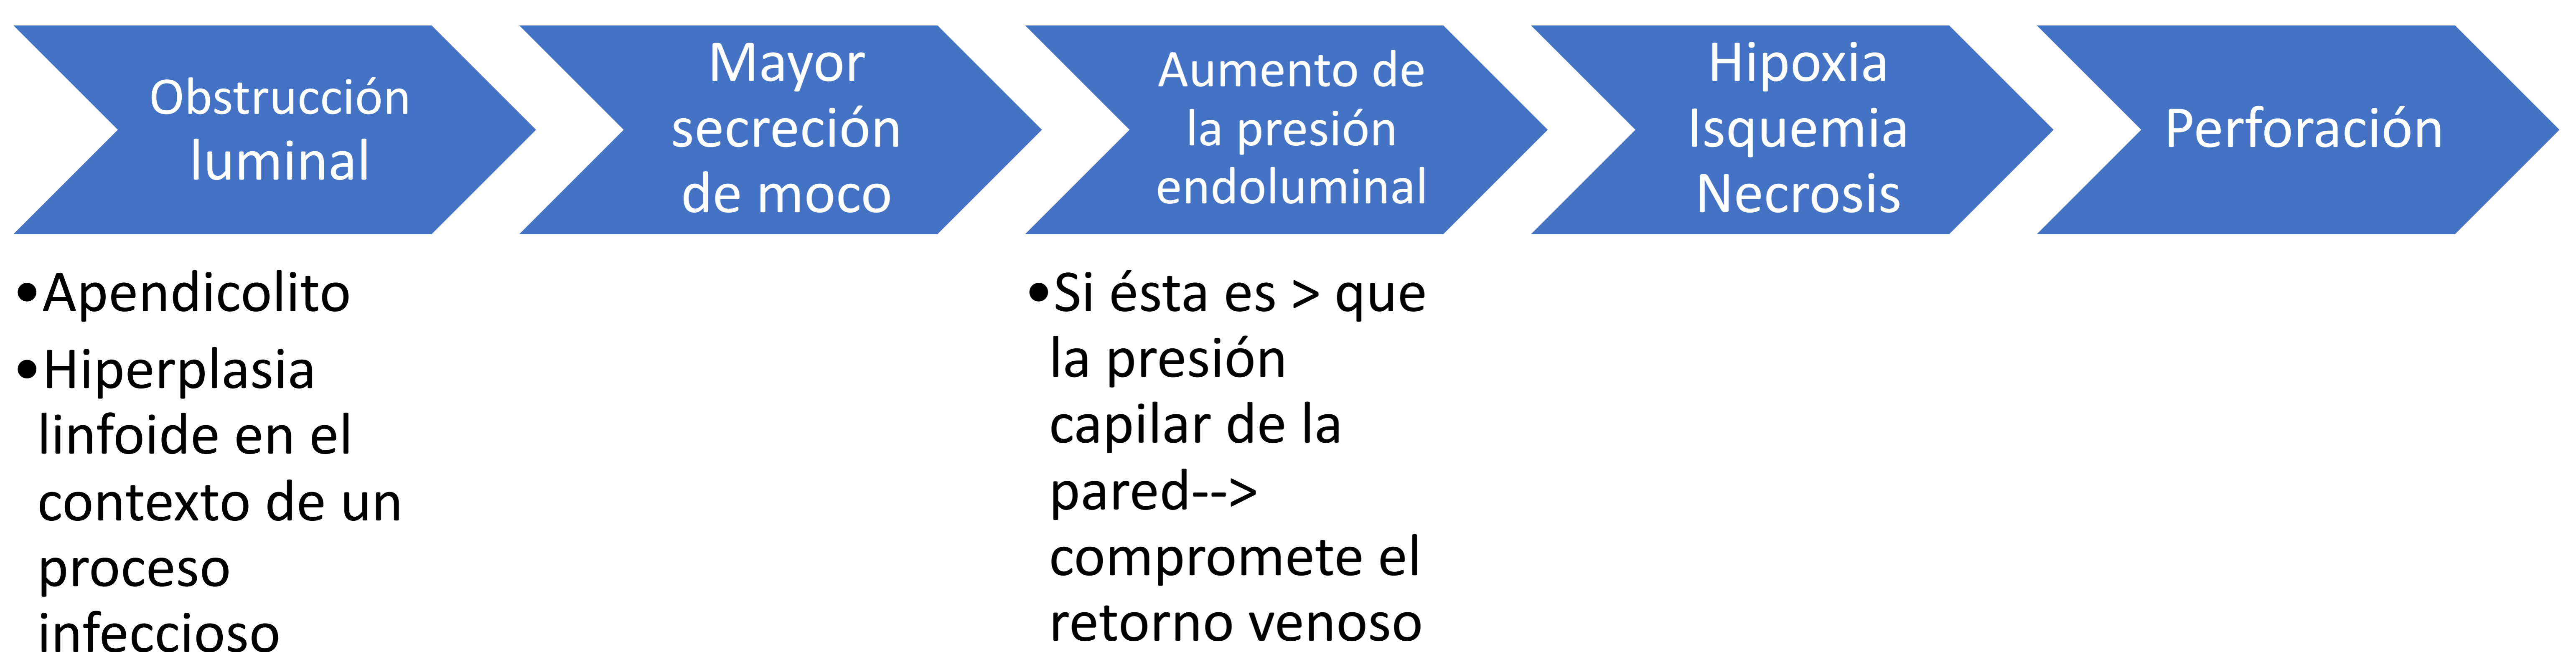 Obstrucción
luminal
Mayor
secreción
de moco
Aumento de
la presión
endoluminal
Hipoxia
Isquemia
Necrosis
Perforación
•Apendicolito
•Hiperplasia
linfoide en el
contexto de un
proceso
infeccioso
•Si ésta es > que
la presión
capilar de la
pared-->
compromete el
retorno venoso